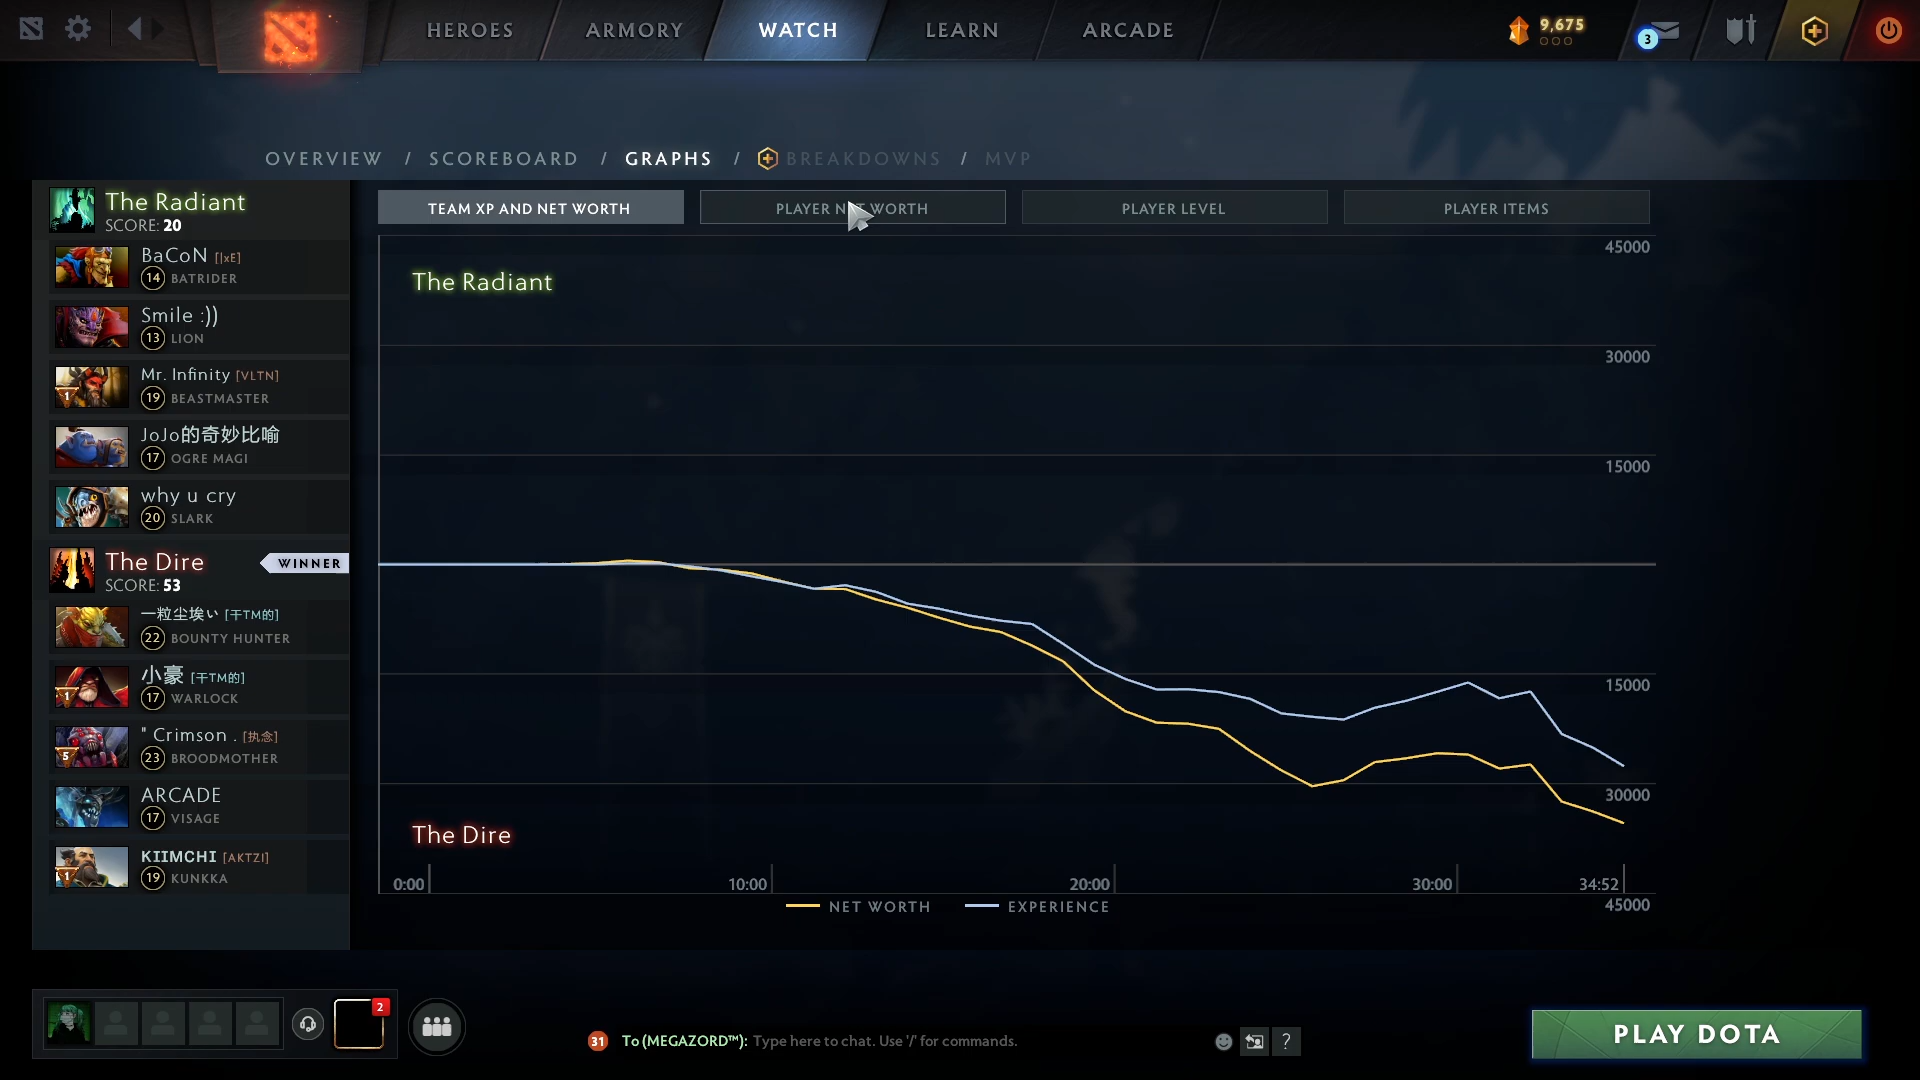 HEROES
ARMORY
WATCH
LEARN
ARCADE
9,675
3
OVERVIEW / SCOREBOARD / GRAPHS / BREAKDOWNS / MVP
The Radiant
SCORE: 20
BaCoN [|xE]
14 BATRIDER
Smile :))
13 LION
Mr. Infinity [VLTN]
1
19 BEASTMASTER
JoJo的奇妙比喻
17 OGRE MAGI
why u cry
20 SLARK
The Dire
WINNER
SCORE: 53
一粒尘埃い [干TM的]
22 BOUNTY HUNTER
小豪 [干TM的]
1
17 WARLOCK
" Crimson . [执念]
5
23 BROODMOTHER
ARCADE
17 VISAGE
KIIMCHI [AKTZI]
1
19 KUNKKA
TEAM XP AND NET WORTH
PLAYER NET WORTH
PLAYER LEVEL
PLAYER ITEMS
The Radiant
45000
30000
15000
15000
30000
45000
The Dire
0:00
10:00
20:00
30:00
34:52
NET WORTH
EXPERIENCE
2
31 To (MEGAZORD™): Type here to chat. Use '/' for commands.
?
PLAY DOTA